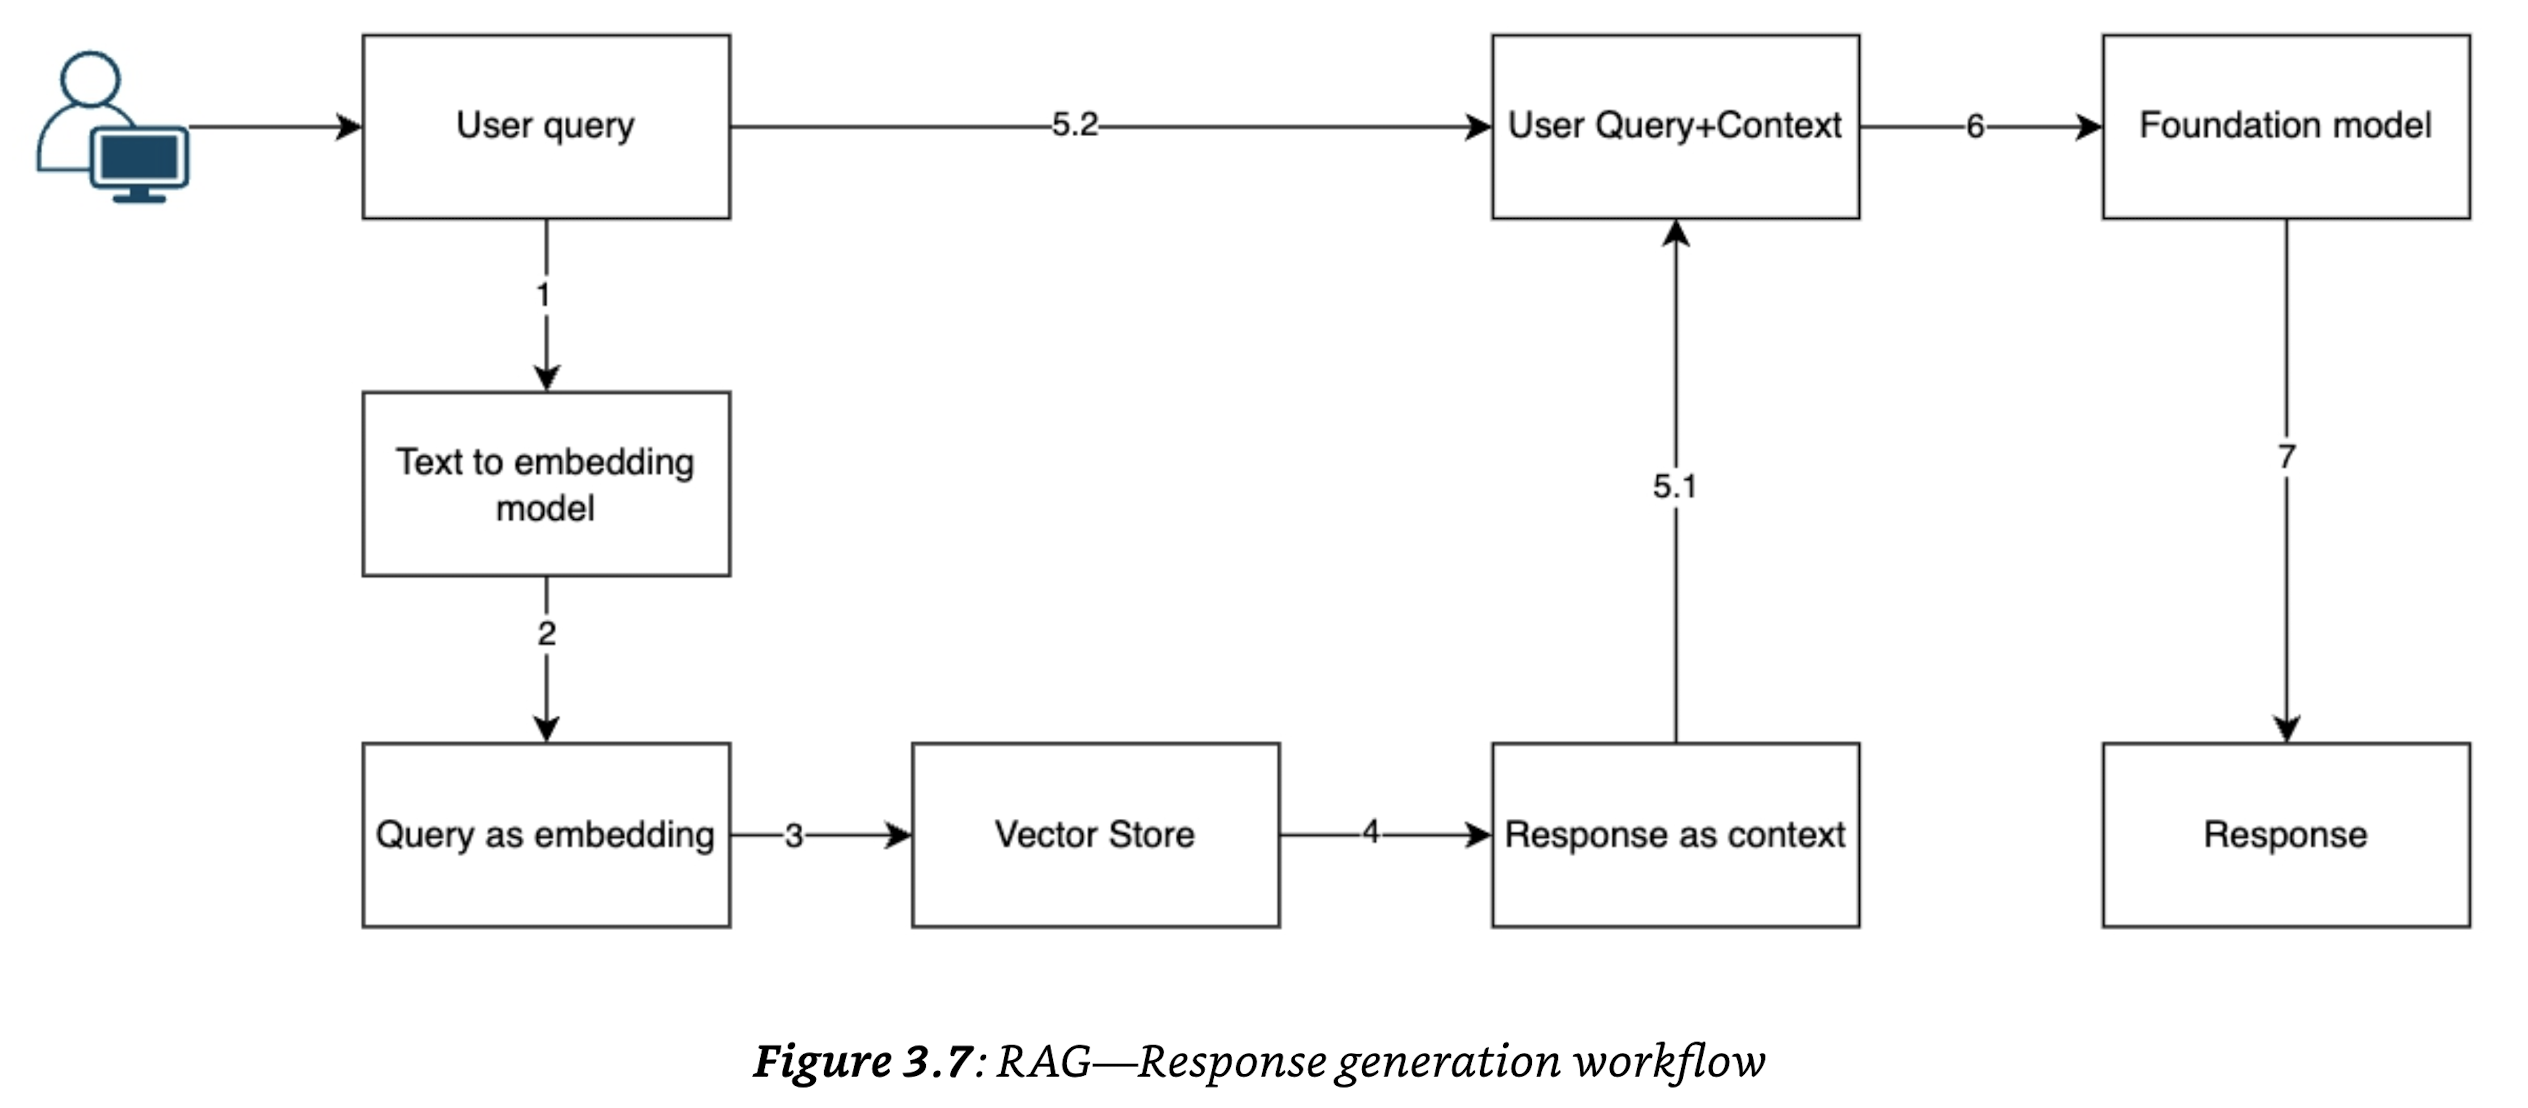 User query
5.2
User Query+Context
6
Foundation model
1
Text to embedding
model
5.1
7
2
Query as embedding
3
Vector Store
4
Response as context
Response
Figure 3.7: RAG—Response generation workflow